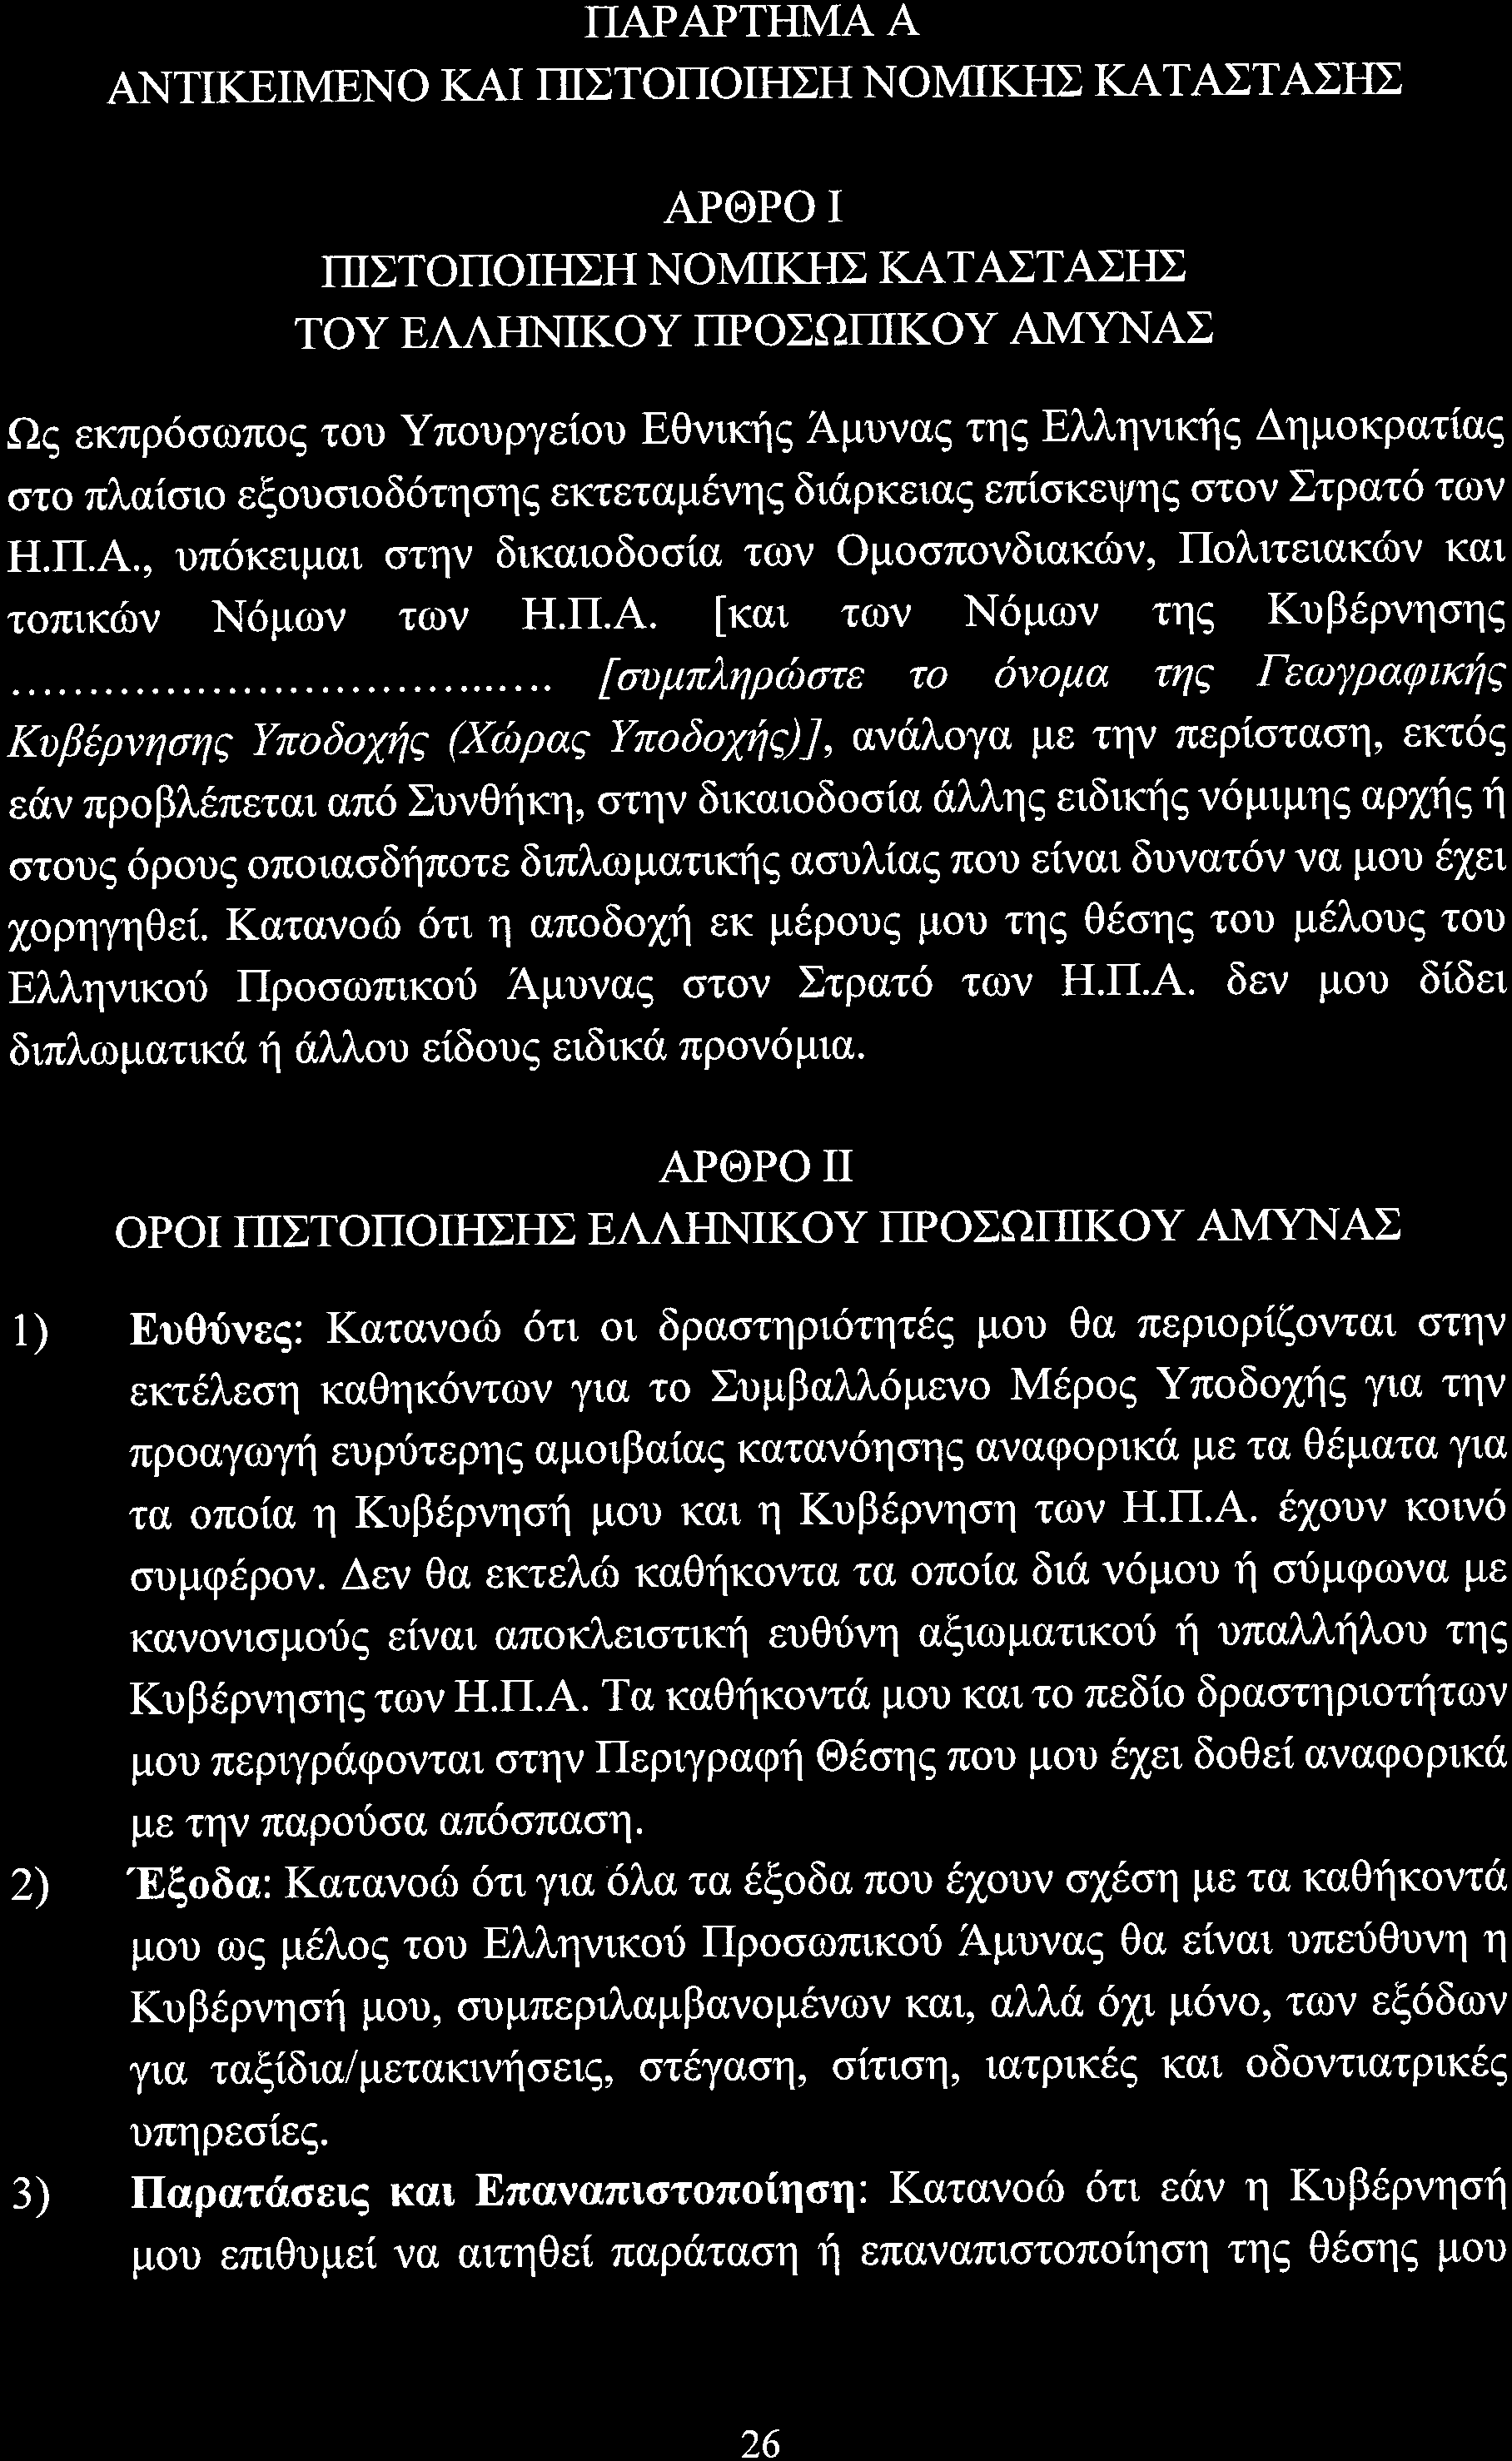 ΠΑΡΑΡΤΗΜΑ Α
ΑΝΤΙΚΕΙΜΕΝΟ ΚΑΙ ΠΙΣΤΟΠΟΙΗΣΗ ΝΟΜΙΚΗΣ ΚΑΤΑΣΤΑΣΗΣ
ΑΡΘΡΟ Ι
ΠΙΣΤΟΠΟΙΗΣΗ ΝΟΜΙΚΗΣ ΚΑΤΑΣΤΑΣΗΣ
ΤΟΥ ΕΛΛΗΝΙΚΟΥ ΠΡΟΣΩΠΙΚΟΥ ΑΜΥΝΑΣ
Ως εκπρόσωπος του Υπουργείου Εθνικής Άμυνας της Ελληνικής Δημοκρατίας
στο πλαίσιο εξουσιοδότησης εκτεταμένης διάρκειας επίσκεψης στον Στρατό των
Η.Π.Α., υπόκειμαι στην δικαιοδοσία των Ομοσπονδιακών, Πολιτειακών και
τοπικών Νόμων των Η.Π.Α. [και των Νόμων της Κυβέρνησης
................................... [συμπληρώστε το όνομα της Γεωγραφικής
Κυβέρνησης Υποδοχής (Χώρας Υποδοχής)], ανάλογα με την περίσταση, εκτός
εάν προβλέπεται από Συνθήκη, στην δικαιοδοσία άλλης ειδικής νόμιμης αρχής ή
στους όρους οποιασδήποτε διπλωματικής ασυλίας που είναι δυνατόν να μου έχει
χορηγηθεί. Κατανοώ ότι η αποδοχή εκ μέρους μου της θέσης του μέλους του
Ελληνικού Προσωπικού Άμυνας στον Στρατό των Η.Π.Α. δεν μου δίδει
διπλωματικά ή άλλου είδους ειδικά προνόμια.
ΑΡΘΡΟ ΙΙ
ΟΡΟΙ ΠΙΣΤΟΠΟΙΗΣΗΣ ΕΛΛΗΝΙΚΟΥ ΠΡΟΣΩΠΙΚΟΥ ΑΜΥΝΑΣ
1) Ευθύνες: Κατανοώ ότι οι δραστηριότητές μου θα περιορίζονται στην
εκτέλεση καθηκόντων για το Συμβαλλόμενο Μέρος Υποδοχής για την
προαγωγή ευρύτερης αμοιβαίας κατανόησης αναφορικά με τα θέματα για
τα οποία η Κυβέρνησή μου και η Κυβέρνηση των Η.Π.Α. έχουν κοινό
συμφέρον. Δεν θα εκτελώ καθήκοντα τα οποία διά νόμου ή σύμφωνα με
κανονισμούς είναι αποκλειστική ευθύνη αξιωματικού ή υπαλλήλου της
Κυβέρνησης των Η.Π.Α. Τα καθήκοντά μου και το πεδίο δραστηριοτήτων
μου περιγράφονται στην Περιγραφή Θέσης που μου έχει δοθεί αναφορικά
με την παρούσα απόσπαση.
2) Έξοδα: Κατανοώ ότι για όλα τα έξοδα που έχουν σχέση με τα καθήκοντά
μου ως μέλος του Ελληνικού Προσωπικού Άμυνας θα είναι υπεύθυνη η
Κυβέρνησή μου, συμπεριλαμβανομένων και, αλλά όχι μόνο, των εξόδων
για ταξίδια/μετακινήσεις, στέγαση, σίτιση, ιατρικές και οδοντιατρικές
υπηρεσίες.
3) Παρατάσεις και Επαναπιστοποίηση: Κατανοώ ότι εάν η Κυβέρνησή
μου επιθυμεί να αιτηθεί παράταση ή επαναπιστοποίηση της θέσης μου
26